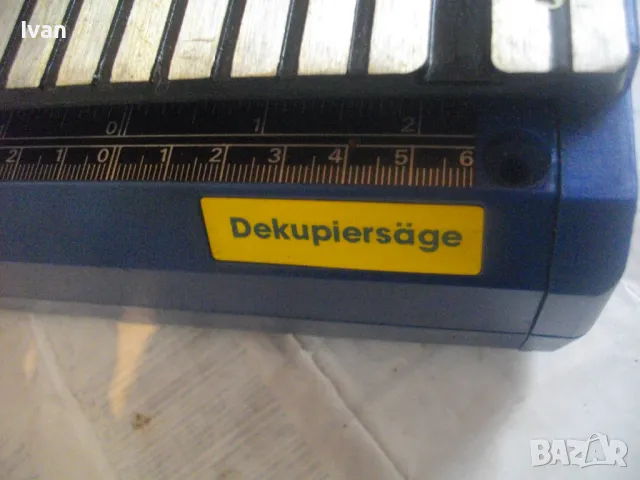 Ivan
0 1 2
2 1 0 1 2 3 4 5 6
Dekupiersäge
BAZAR